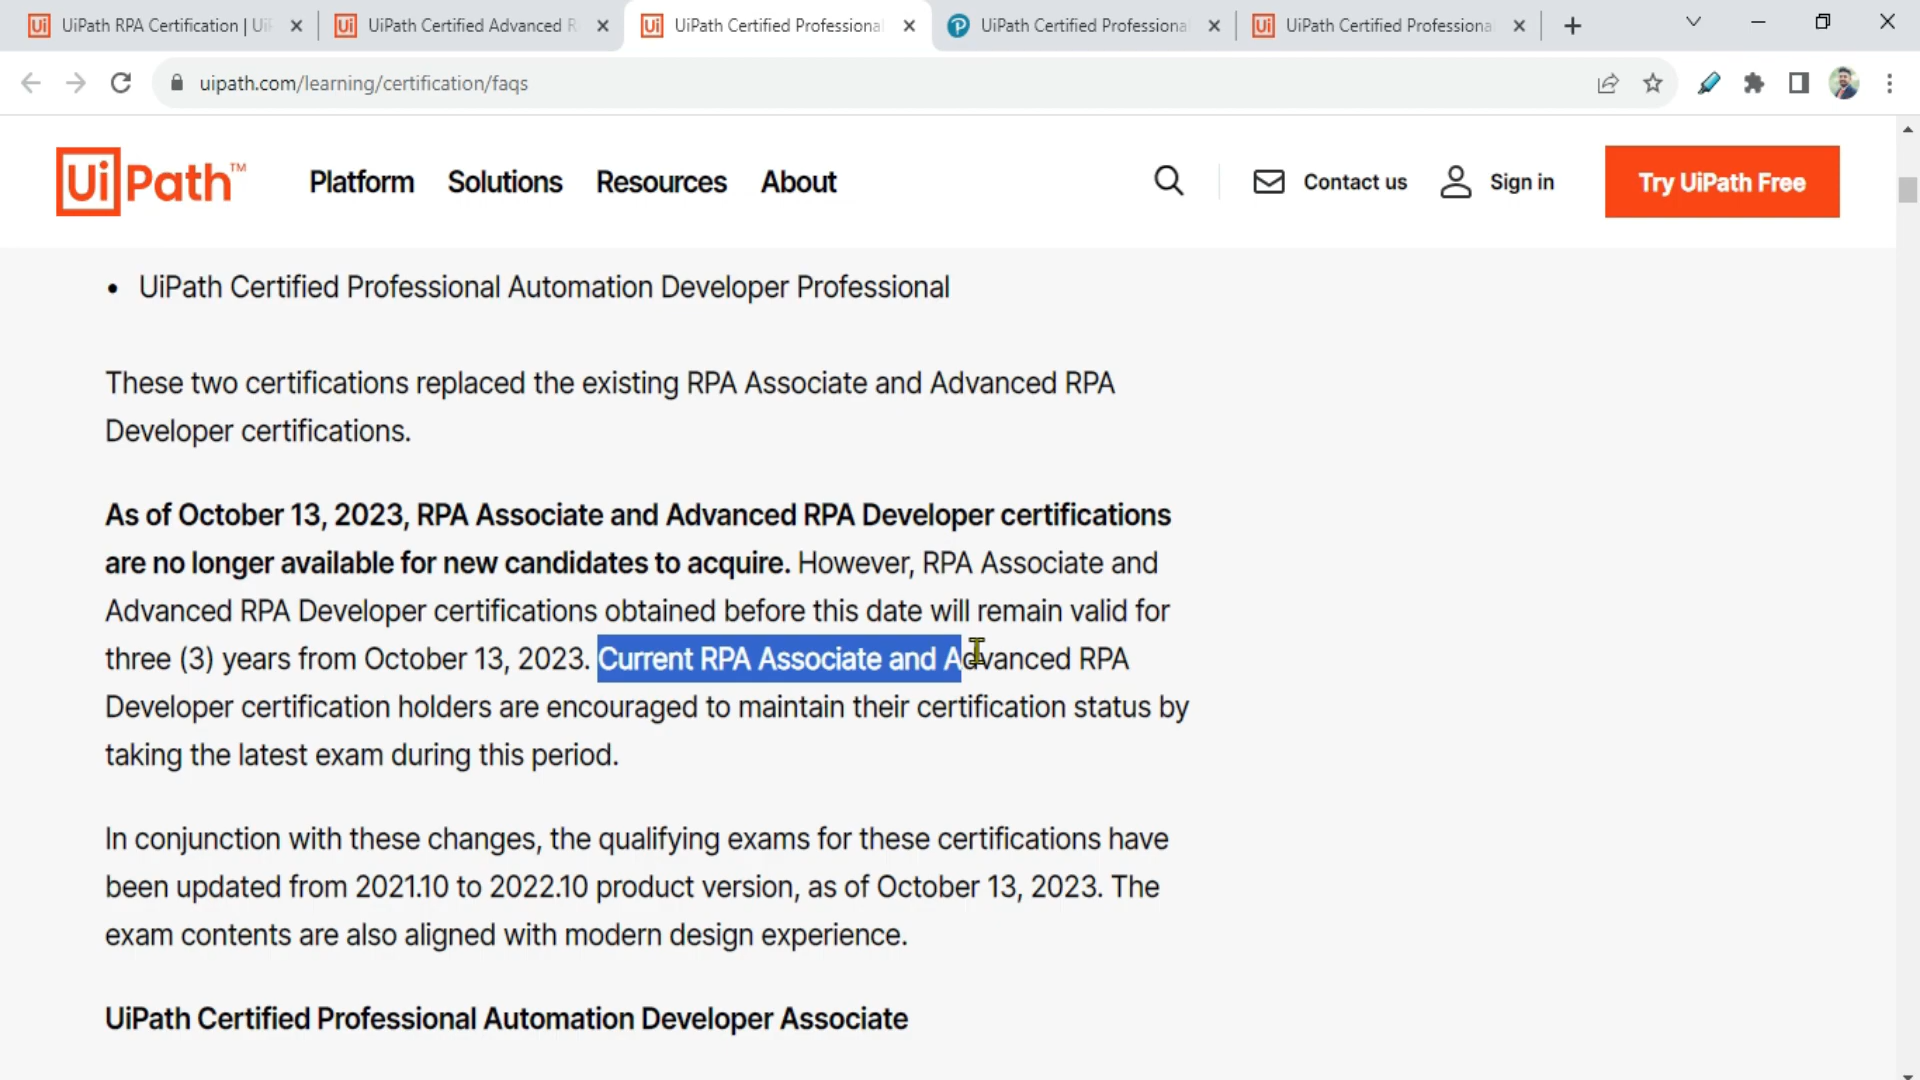 UiPath RPA Certification | Ui
UiPath Certified Advanced R
UiPath Certified Professional
UiPath Certified Professiona
UiPath Certified Professiona
uipath.com/learning/certification/faqs
UiPath™
Platform
Solutions
Resources
About
Contact us
Sign in
Try UiPath Free
• UiPath Certified Professional Automation Developer Professional
These two certifications replaced the existing RPA Associate and Advanced RPA
Developer certifications.
As of October 13, 2023, RPA Associate and Advanced RPA Developer certifications
are no longer available for new candidates to acquire. However, RPA Associate and
Advanced RPA Developer certifications obtained before this date will remain valid for
three (3) years from October 13, 2023. Current RPA Associate and Advanced RPA
Developer certification holders are encouraged to maintain their certification status by
taking the latest exam during this period.
In conjunction with these changes, the qualifying exams for these certifications have
been updated from 2021.10 to 2022.10 product version, as of October 13, 2023. The
exam contents are also aligned with modern design experience.
UiPath Certified Professional Automation Developer Associate